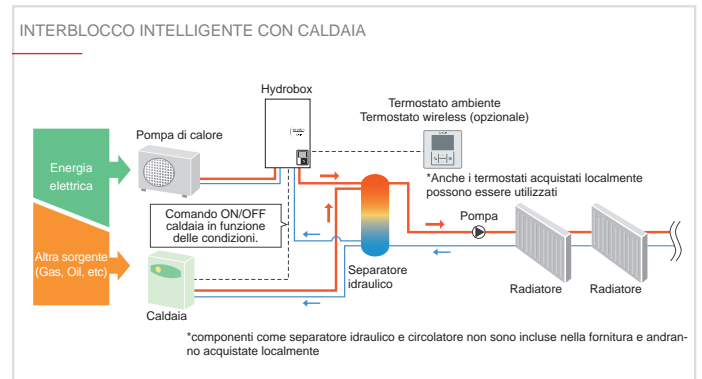 INTERBLOCCO INTELLIGENTE CON CALDAIA
Hydrobox
Termostato ambiente
Termostato wireless (opzionale)
Pompa di calore
Energia
elettrica
*Anche i termostati acquistati localmente
possono essere utilizzati
Comando ON/OFF
caldaia in funzione
delle condizioni.
Pompa
Altra sorgente
(Gas, Oil, etc)
Separatore
idraulico
Radiatore
Radiatore
Caldaia
*componenti come separatore idraulico e circolatore non sono incluse nella fornitura e andran-
no acquistate localmente